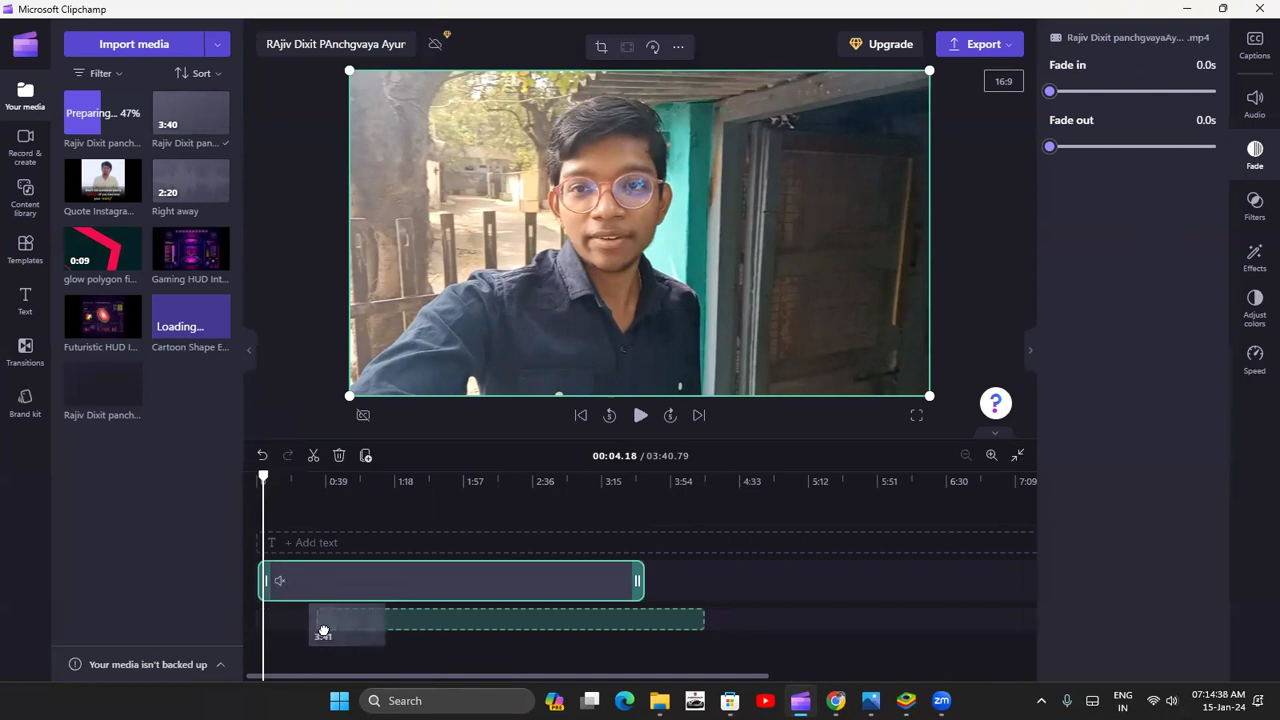 Microsoft Clipchamp
Import media
RAjiv Dixit PAnchgvaya Ayur
Upgrade
Export
Rajiv Dixit panchgvayaAy... .mp4
Captions
Filter
Sort
16:9
Fade in
0.0s
Your media
Preparing... 47%
3:40
Audio
Rajiv Dixit panch...
Rajiv Dixit pan...
Fade out
0.0s
Record &
create
Fade
2:20
Content
library
Quote Instagra...
Right away
Filters
Templates
0:09
Effects
glow polygon fi...
Gaming HUD Int...
Text
Loading...
Adjust
colors
Futuristic HUD I...
Cartoon Shape E...
Transitions
Speed
Brand kit
Rajiv Dixit panch...
?
00:04.18 / 03:40.79
0:39
1:18
1:57
2:36
3:15
3:54
4:33
5:12
5:51
6:30
7:09
T + Add text
3:41
Your media isn't backed up
Search
ENG
IN
07:14:38 AM
15-Jan-24